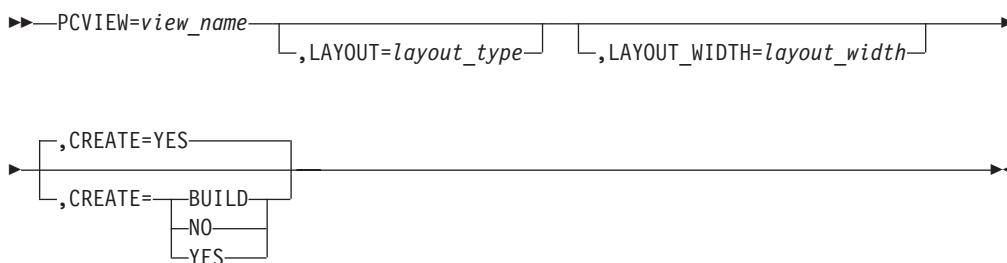 PCVIEW=view_name
,LAYOUT=layout_type
,LAYOUT_WIDTH=layout_width
,CREATE=YES
,CREATE= BUILD
NO
YES